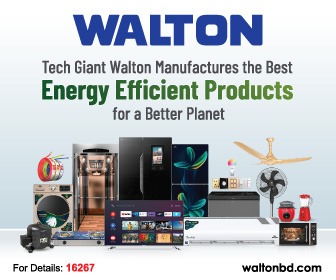 WALTON
Tech Giant Walton Manufactures the Best
Energy Efficient Products
for a Better Planet
For Details: 16267
waltonbd.com